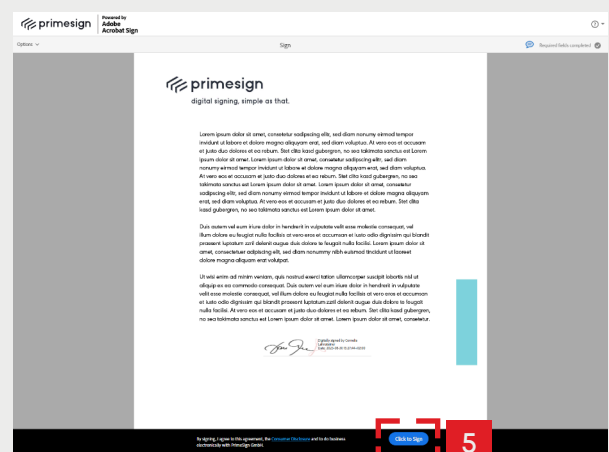 primesign
Powered by
Adobe
Acrobat Sign
Options
Sign
Required fields completed
primesign
digital signing, simple as that.
Lorem ipsum dolor sit amet, consetetur sadipscing elitr, sed diam nonumy eirmod tempor
invidunt ut labore et dolore magna aliquyam erat, sed diam voluptua. At vero eos et accusam
et justo duo dolores et ea rebum. Stet clita kasd gubergren, no sea takimata sanctus est Lorem
ipsum dolor sit amet. Lorem ipsum dolor sit amet, consetetur sadipscing elitr, sed diam
nonumy eirmod tempor invidunt ut labore et dolore magna aliquyam erat, sed diam voluptua.
At vero eos et accusam et justo duo dolores et ea rebum. Stet clita kasd gubergren, no sea
takimata sanctus est Lorem ipsum dolor sit amet. Lorem ipsum dolor sit amet, consetetur
sadipscing elitr, sed diam nonumy eirmod tempor invidunt ut labore et dolore magna aliquyam
erat, sed diam voluptua. At vero eos et accusam et justo duo dolores et ea rebum. Stet clita
kasd gubergren, no sea takimata sanctus est Lorem ipsum dolor sit amet.
Duis autem vel eum iriure dolor in hendrerit in vulputate velit esse molestie consequat, vel
illum dolore eu feugiat nulla facilisis at vero eros et accumsan et iusto odio dignissim qui blandit
praesent luptatum zzril delenit augue duis dolore te feugait nulla facilisi. Lorem ipsum dolor sit
amet, consectetuer adipiscing elit, sed diam nonummy nibh euismod tincidunt ut laoreet
dolore magna aliquam erat volutpat.
Ut wisi enim ad minim veniam, quis nostrud exerci tation ullamcorper suscipit lobortis nisl ut
aliquip ex ea commodo consequat. Duis autem vel eum iriure dolor in hendrerit in vulputate
velit esse molestie consequat, vel illum dolore eu feugiat nulla facilisis at vero eros et accumsan
et iusto odio dignissim qui blandit praesent luptatum zzril delenit augue duis dolore te feugait
nulla facilisi. At vero eos et accusam et justo duo dolores et ea rebum. Stet clita kasd gubergren,
no sea takimata sanctus est Lorem ipsum dolor sit amet. Lorem ipsum dolor sit amet, consetetur.
Digitally signed by Cornelia
By signing, I agree to this agreement, the Consumer Disclosure and to do business
electronically with PrimeSign GmbH.
Click to Sign
5